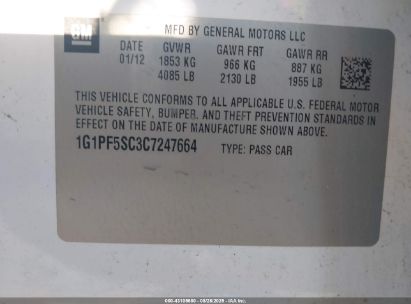 GM
MFD BY GENERAL MOTORS LLC
DATE GVWR GAWR FRT GAWR RR
01/12 1853 KG 966 KG 887 KG
4085 LB 2130 LB 1955 LB
THIS VEHICLE CONFORMS TO ALL APPLICABLE U.S. FEDERAL MOTOR
VEHICLE SAFETY, BUMPER, AND THEFT PREVENTION STANDARDS IN
EFFECT ON THE DATE OF MANUFACTURE SHOWN ABOVE.
1G1PF5SC3C7247664 TYPE: PASS CAR